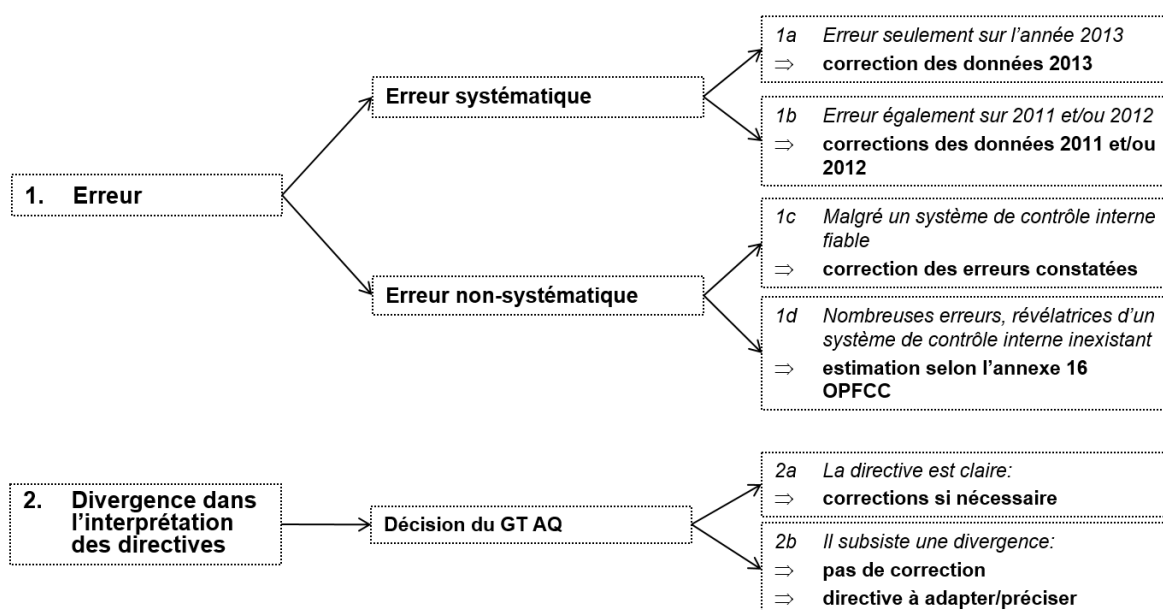 1. Erreur
Erreur systématique
1a Erreur seulement sur l’année 2013
⇒ correction des données 2013
1b Erreur également sur 2011 et/ou 2012
⇒ corrections des données 2011 et/ou
2012
Erreur non-systématique
1c Malgré un système de contrôle interne
fiable
⇒ correction des erreurs constatées
1d Nombreuses erreurs, révélatrices d’un
système de contrôle interne inexistant
⇒ estimation selon l’annexe 16
OPFCC
2. Divergence dans
l’interprétation
des directives
Décision du GT AQ
2a La directive est claire:
⇒ corrections si nécessaire
2b Il subsiste une divergence:
⇒ pas de correction
⇒ directive à adapter/préciser